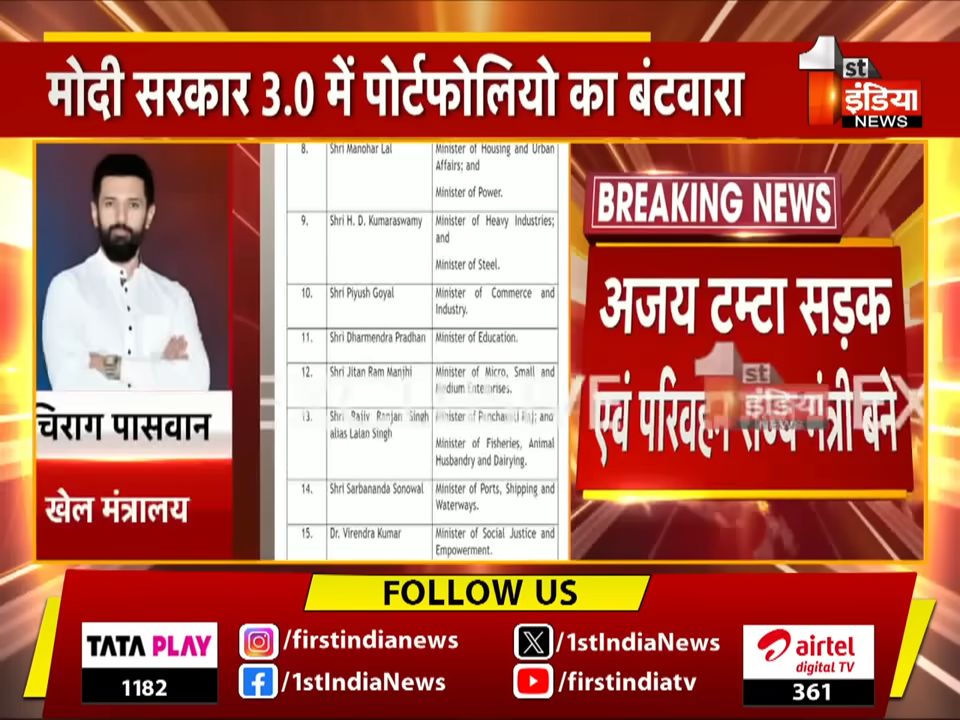 मोदी सरकार 3.0 में पोर्टफोलियो का बंटवारा
1st
इंडिया
NEWS
8. Shri Manohar Lal Minister of Housing and Urban
Affairs; and
Minister of Power.
9. Shri H. D. Kumaraswamy Minister of Heavy Industries;
and
Minister of Steel.
10. Shri Piyush Goyal Minister of Commerce and
Industry.
11. Shri Dharmendra Pradhan Minister of Education.
12. Shri Jitan Ram Manjhi Minister of Micro, Small and
Medium Enterprises.
13. Shri Rajiv Ranjan Singh Minister of Panchayati Raj; and
alias Lalan Singh
Minister of Fisheries, Animal
Husbandry and Dairying.
14. Shri Sarbananda Sonowal Minister of Ports, Shipping and
Waterways.
15. Dr. Virendra Kumar Minister of Social Justice and
Empowerment.
चिराग पासवान
खेल मंत्रालय
BREAKING NEWS
अजय टम्टा सड़क
एवं परिवहन राज्य मंत्री बने
1st
इंडिया
FOLLOW US
TATA PLAY
1182
/firstindianews
/1stIndiaNews
/1stIndiaNews
/firstindiatv
airtel
digital TV
361